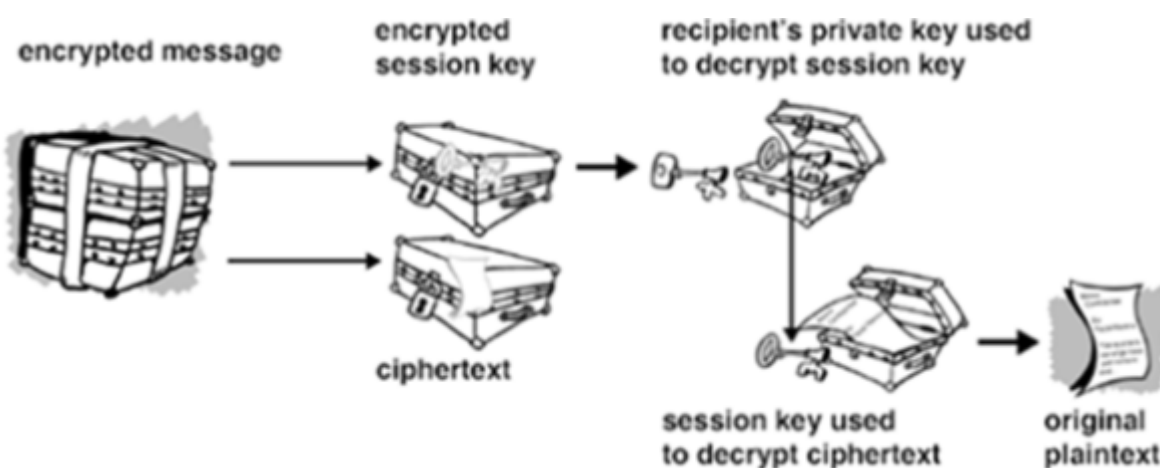 encrypted message
encrypted
session key
recipient's private key used
to decrypt session key
ciphertext
session key used
to decrypt ciphertext
original
plaintext